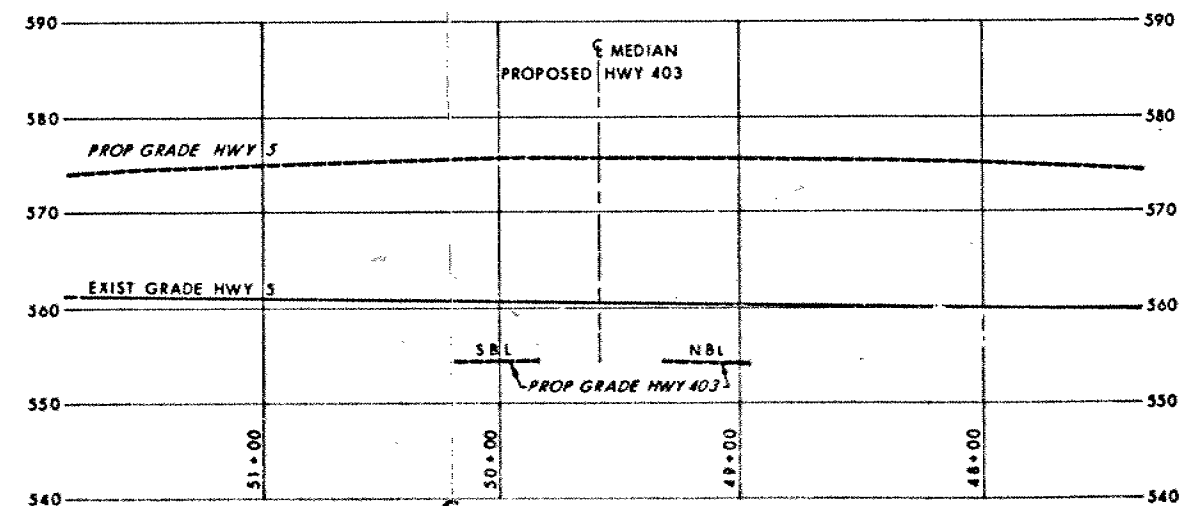 590 590
℄ MEDIAN
PROPOSED HWY 403
580 580
PROP GRADE HWY 5
570 570
EXIST GRADE HWY 5
560 560
SBL NBL
PROP GRADE HWY 403
550 550
51+00 50+00 49+00 48+00
540 540